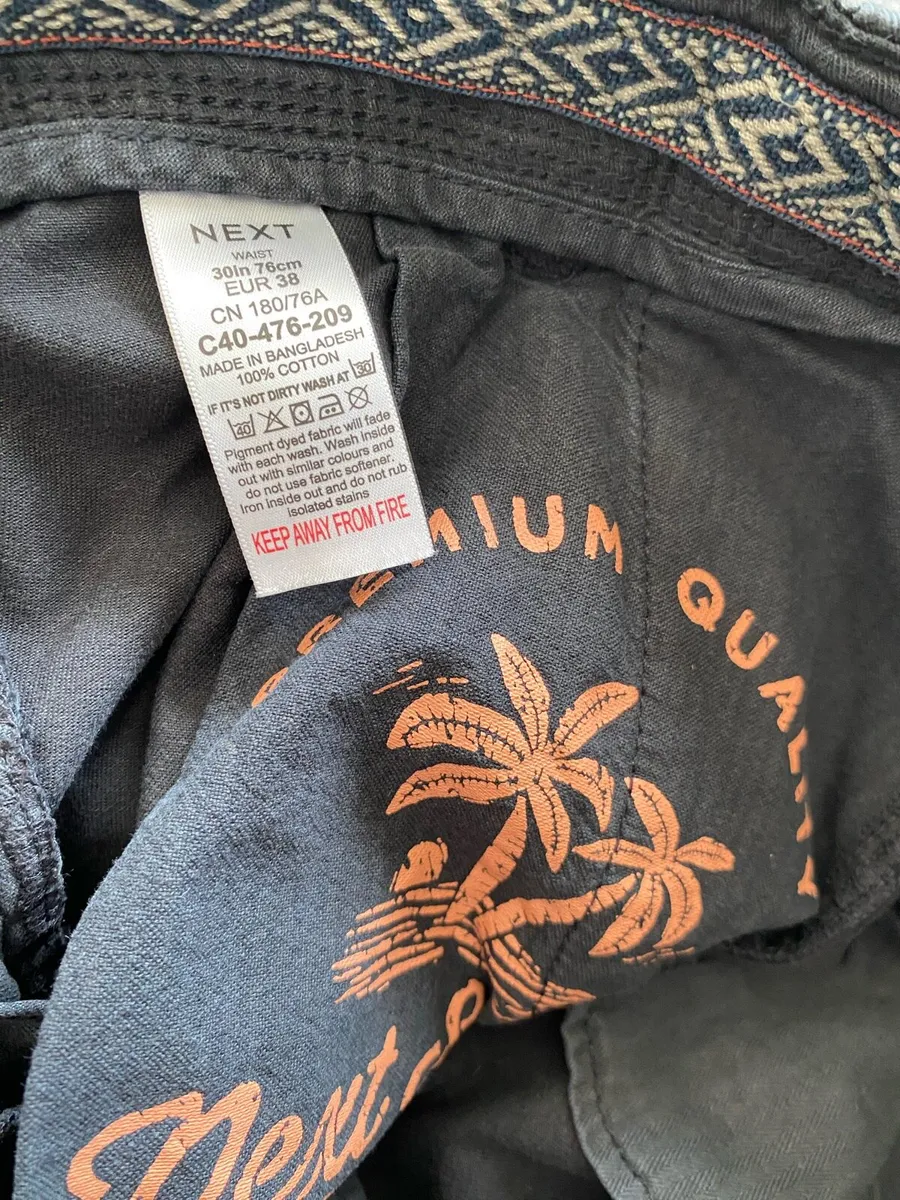 NEXT
WAIST
30In 76cm
EUR 38
CN 180/76A
C40-476-209
MADE IN BANGLADESH
100% COTTON
IF IT'S NOT DIRTY WASH AT 30
40
Pigment dyed fabric will fade
with each wash. Wash inside
out with similar colours and
do not use fabric softener.
Iron inside out and do not rub
isolated stains
KEEP AWAY FROM FIRE
PREMIUM QUALITY
Next